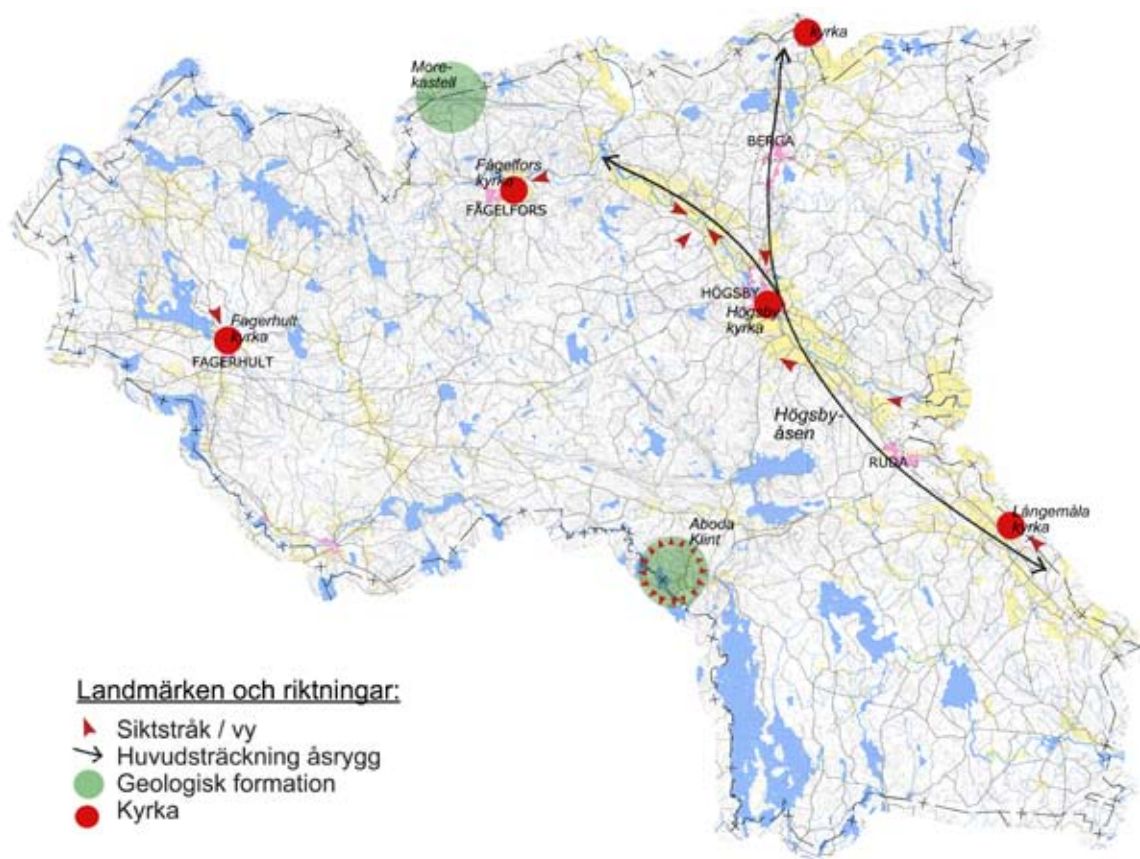 kyrka
More-
kastell
BERGA
Fågelfors
kyrka
FÅGELFORS
HÖGSBY
Högsby
kyrka
Fagerhult
kyrka
FAGERHULT
Högsby-
åsen
RUDA
Långemåla
kyrka
Aboda
Klint
Landmärken och riktningar:
Siktstråk / vy
Huvudsträckning åsrygg
Geologisk formation
Kyrka